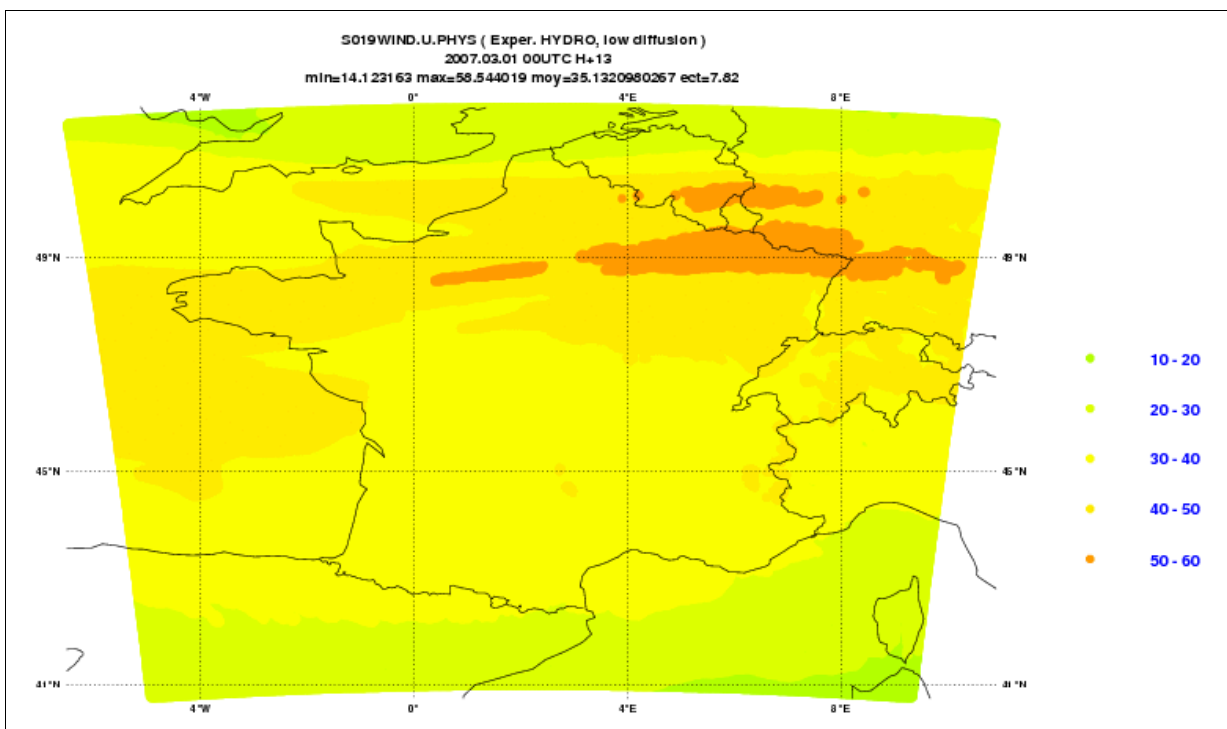 S019WIND.U.PHYS ( Exper. HYDRO, low diffusion )
2007.03.01 00UTC H+13
min=14.123163 max=58.544019 moy=35.1320980267 ect=7.82
4°W 0° 4°E 8°E
49°N 49°N
45°N 45°N
41°N 41°N
4°W 0° 4°E 8°E
10 - 20
20 - 30
30 - 40
40 - 50
50 - 60